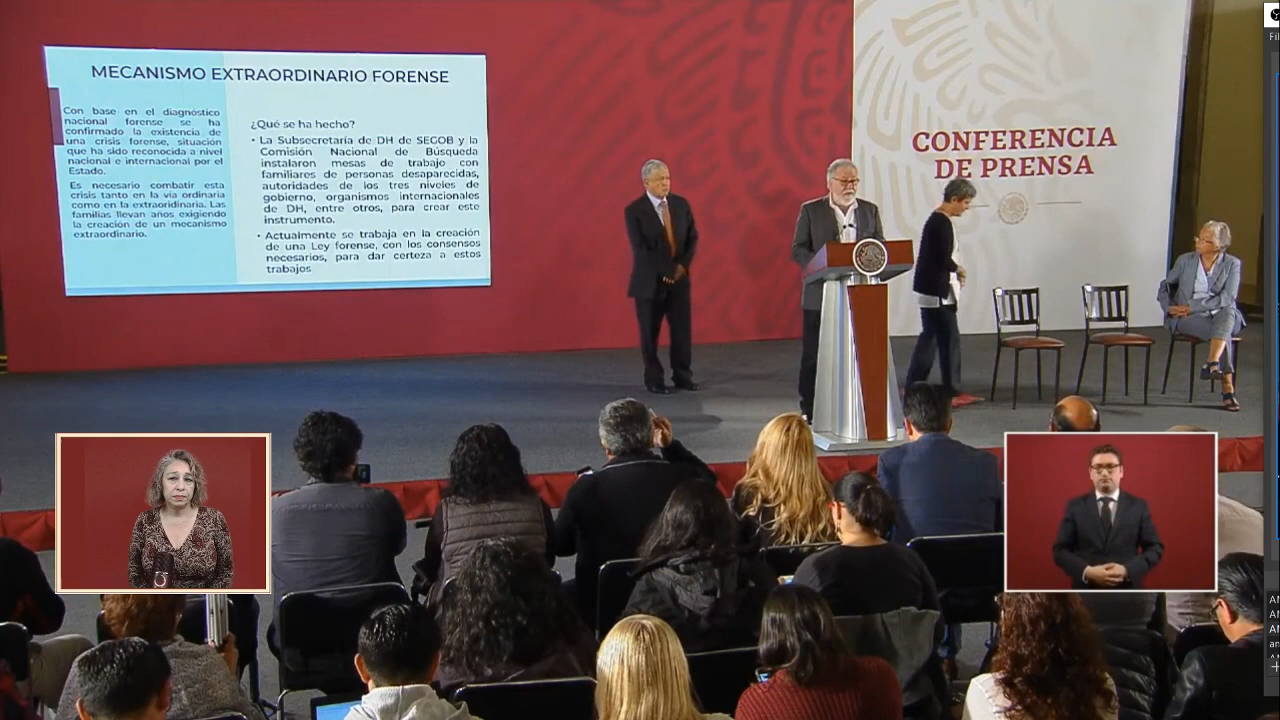 MECANISMO EXTRAORDINARIO FORENSE
Con base en el diagnóstico
nacional forense se ha
confirmado la existencia de
una crisis forense, situación
que ha sido reconocida a nivel
nacional e internacional por el
Estado.
Es necesario combatir esta
crisis tanto en la vía ordinaria
como en la extraoridinaria. Las
familias llevan años exigiendo
la creación de un mecanismo
extraordinario.
¿Qué se ha hecho?
• La Subsecretaría de DH de SEGOB y la
Comisión Nacional de Búsqueda
instalaron mesas de trabajo con
familiares de personas desaparecidas,
autoridades de los tres niveles de
gobierno, organismos internacionales
de DH, entre otros, para crear este
instrumento.
• Actualmente se trabaja en la creación
de una Ley forense, con los consensos
necesarios, para dar certeza a estos
trabajos
CONFERENCIA
DE PRENSA